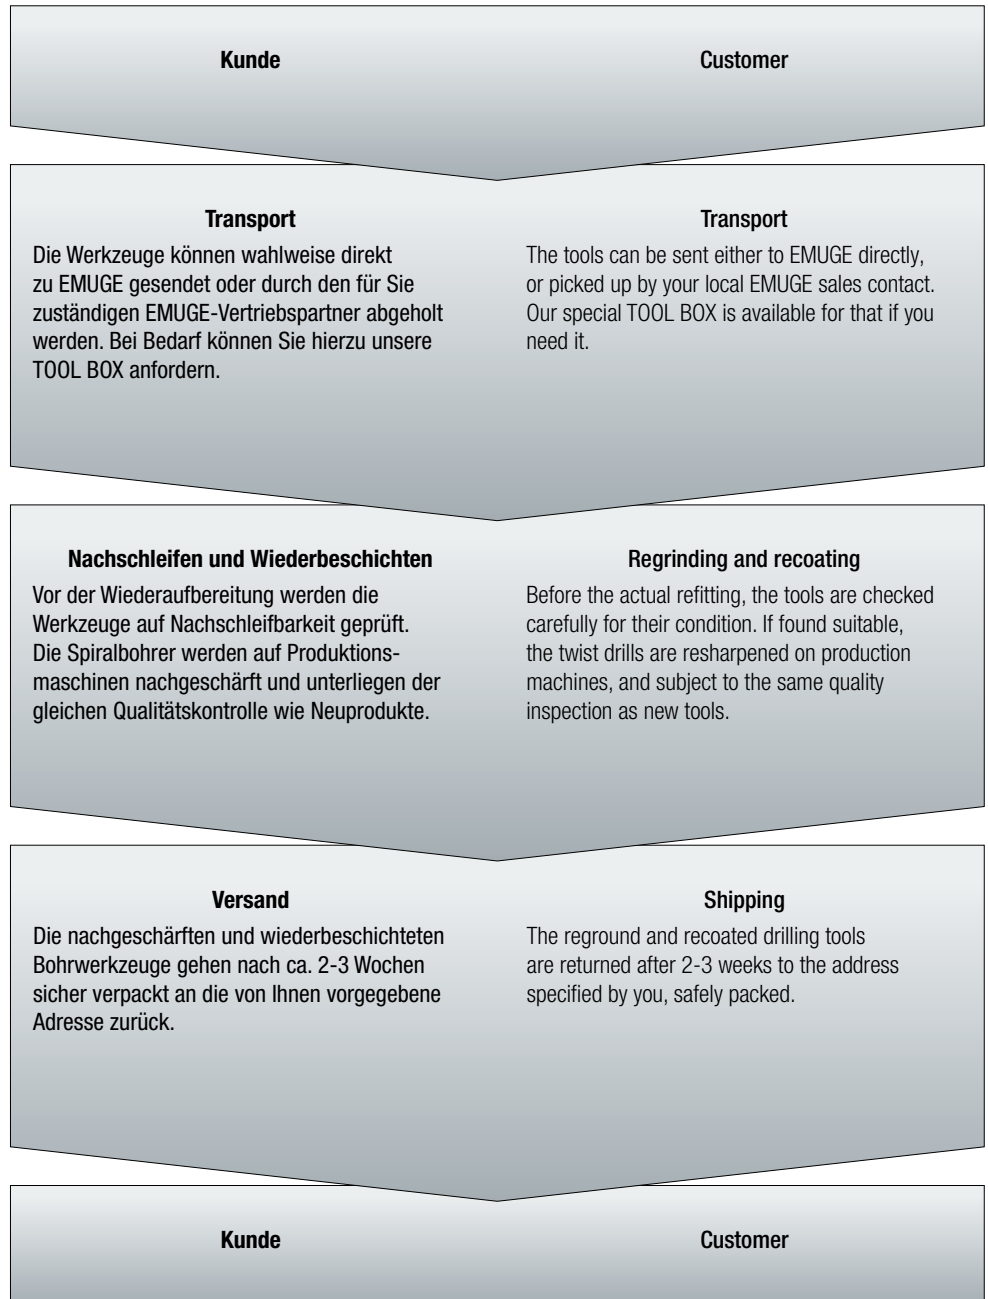 Kunde
Customer
Transport
Die Werkzeuge können wahlweise direkt
zu EMUGE gesendet oder durch den für Sie
zuständigen EMUGE-Vertriebspartner abgeholt
werden. Bei Bedarf können Sie hierzu unsere
TOOL BOX anfordern.
Transport
The tools can be sent either to EMUGE directly,
or picked up by your local EMUGE sales contact.
Our special TOOL BOX is available for that if you
need it.
Nachschleifen und Wiederbeschichten
Vor der Wiederaufbereitung werden die
Werkzeuge auf Nachschleifbarkeit geprüft.
Die Spiralbohrer werden auf Produktions-
maschinen nachgeschärft und unterliegen der
gleichen Qualitätskontrolle wie Neuprodukte.
Regrinding and recoating
Before the actual refitting, the tools are checked
carefully for their condition. If found suitable,
the twist drills are resharpened on production
machines, and subject to the same quality
inspection as new tools.
Versand
Die nachgeschärften und wiederbeschichteten
Bohrwerkzeuge gehen nach ca. 2-3 Wochen
sicher verpackt an die von Ihnen vorgegebene
Adresse zurück.
Shipping
The reground and recoated drilling tools
are returned after 2-3 weeks to the address
specified by you, safely packed.
Kunde
Customer